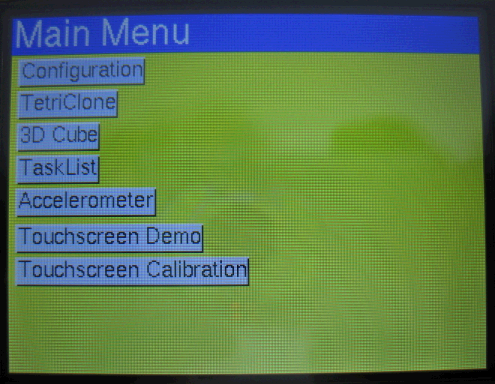 Main Menu
Configuration
TetriClone
3D Cube
TaskList
Accelerometer
Touchscreen Demo
Touchscreen Calibration